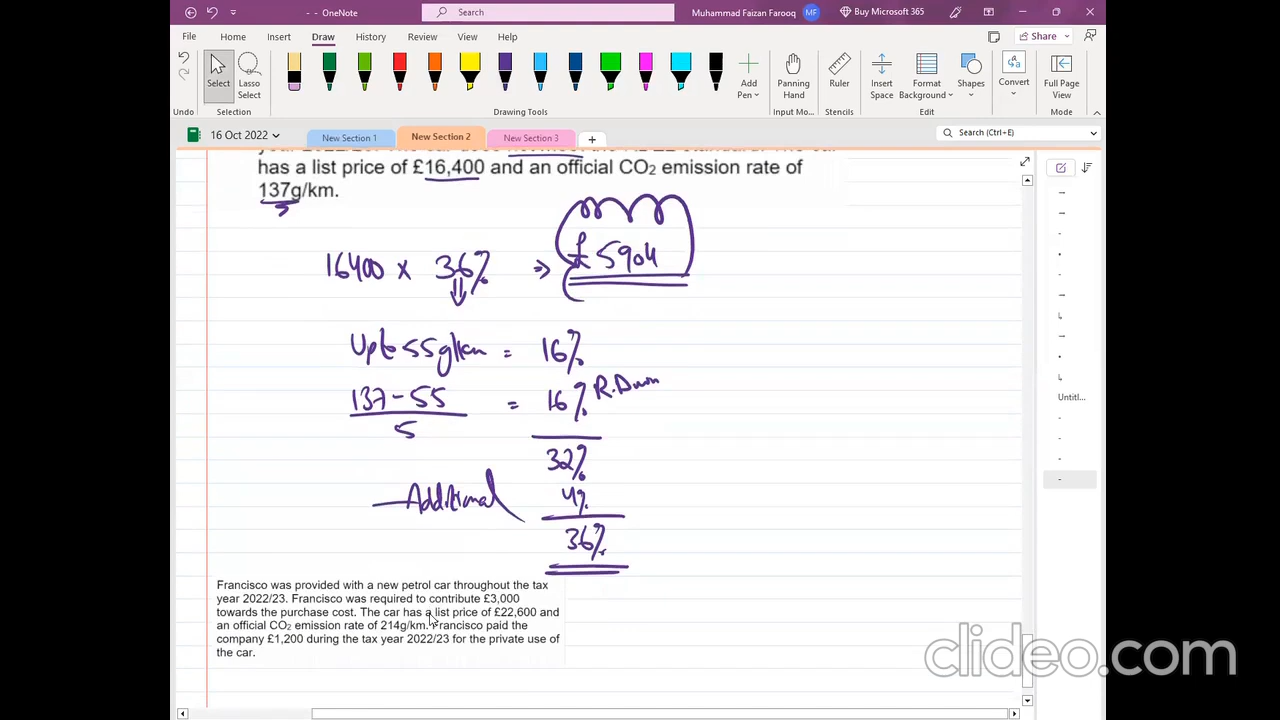 - OneNote
Search
Muhammad Faizan Farooq
MF
Buy Microsoft 365
File
Home
Insert
Draw
History
Review
View
Help
Share
Select
Lasso
Select
Add
Pen
Panning
Hand
Ruler
Insert
Space
Format
Background
Shapes
Convert
Full Page
View
Undo
Selection
Drawing Tools
Input Mo...
Stencils
Edit
Mode
16 Oct 2022
New Section 1
New Section 2
New Section 3
Search (Ctrl+E)
has a list price of £16,400 and an official CO2 emission rate of
137g/km.
16400 x 36% => £5904
Upto 55g/km = 16%
137-55
5
= 16% R.Down
32%
Additional 4%
36%
Untitl...
Francisco was provided with a new petrol car throughout the tax
year 2022/23. Francisco was required to contribute £3,000
towards the purchase cost. The car has a list price of £22,600 and
an official CO2 emission rate of 214g/km. Francisco paid the
company £1,200 during the tax year 2022/23 for the private use of
the car.
clideo.com